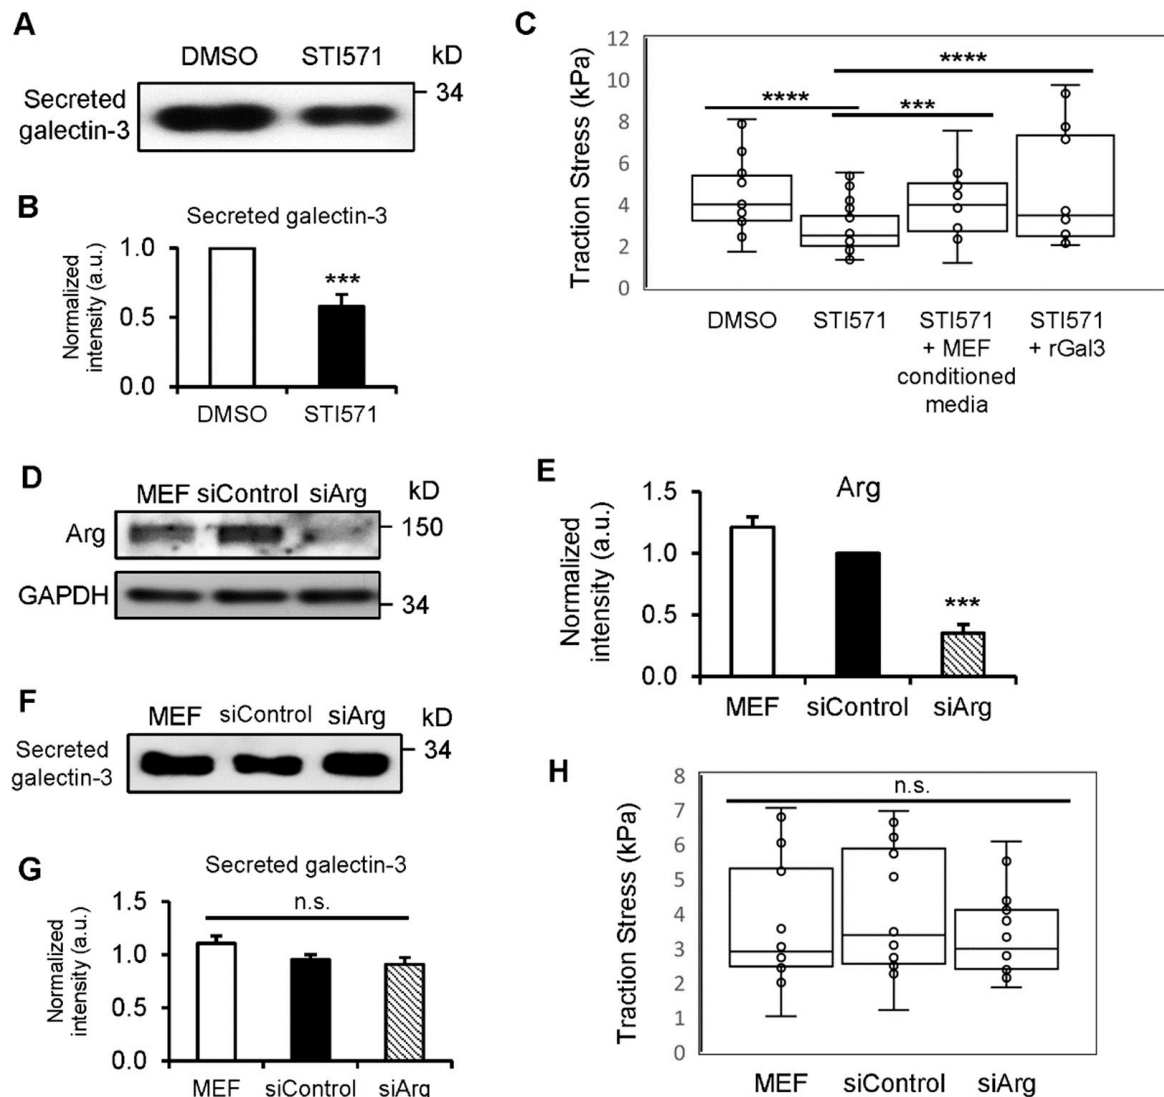 A
DMSO STI571 kD
Secreted
galectin-3
34
B
Secreted galectin-3
Normalized
intensity (a.u.)
1.0
0.5
0.0
***
DMSO STI571
C
Traction Stress (kPa)
12
10
8
6
4
2
0
****
**** ***
DMSO STI571 STI571 STI571
+ MEF + rGal3
conditioned
media
D
MEF siControl siArg kD
Arg 150
GAPDH 34
E
Arg
Normalized
intensity (a.u.)
1.5
1.0
0.5
0.0
***
MEF siControl siArg
F
MEF siControl siArg kD
Secreted
galectin-3
34
G
Secreted galectin-3
Normalized
intensity (a.u.)
1.5
1.0
0.5
0.0
n.s.
MEF siControl siArg
H
Traction Stress (kPa)
8
7
6
5
4
3
2
1
0
n.s.
MEF siControl siArg